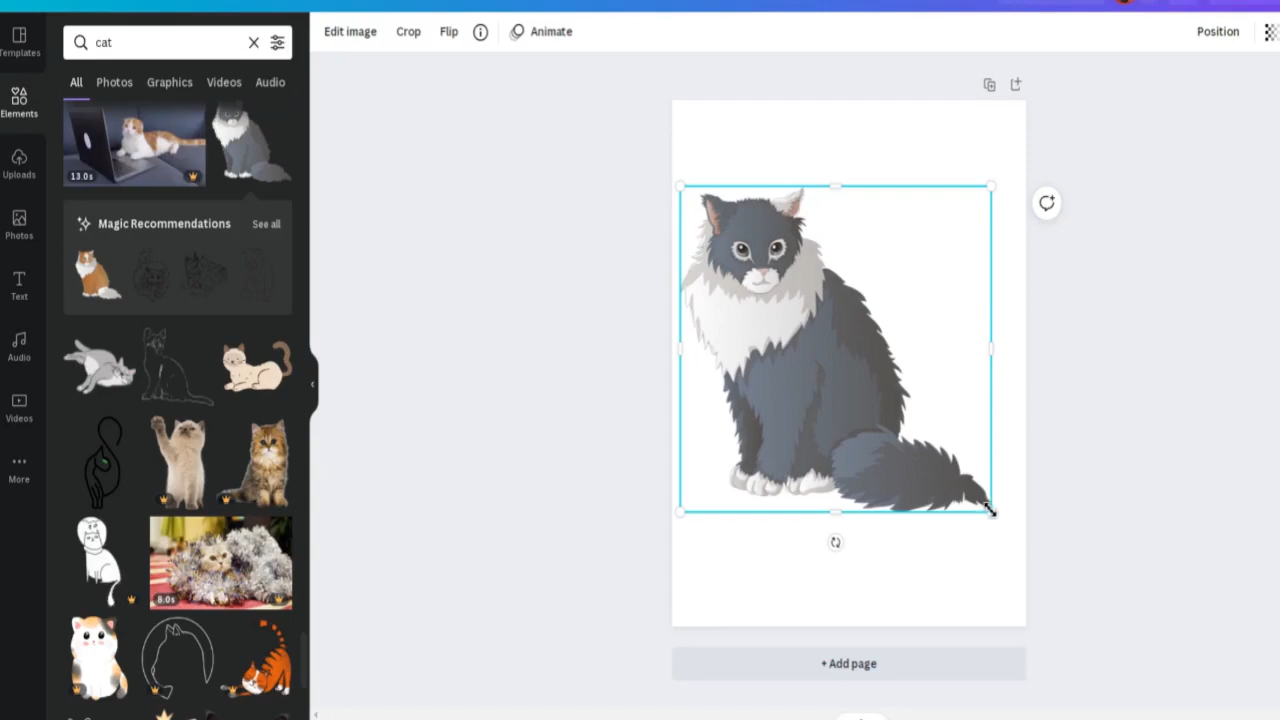 Templates
Elements
Uploads
Photos
Text
Audio
Videos
More
cat
All Photos Graphics Videos Audio
13.0s
Magic Recommendations See all
8.0s
Edit image Crop Flip Animate
Position
+ Add page